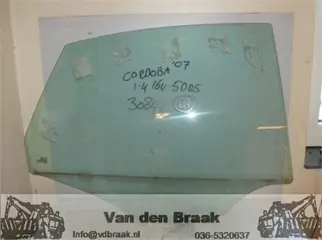 CORDOBA '07
1.4 16V 5DRS
3084
Van den Braak
Info@vdbraak.nl
036-5320637